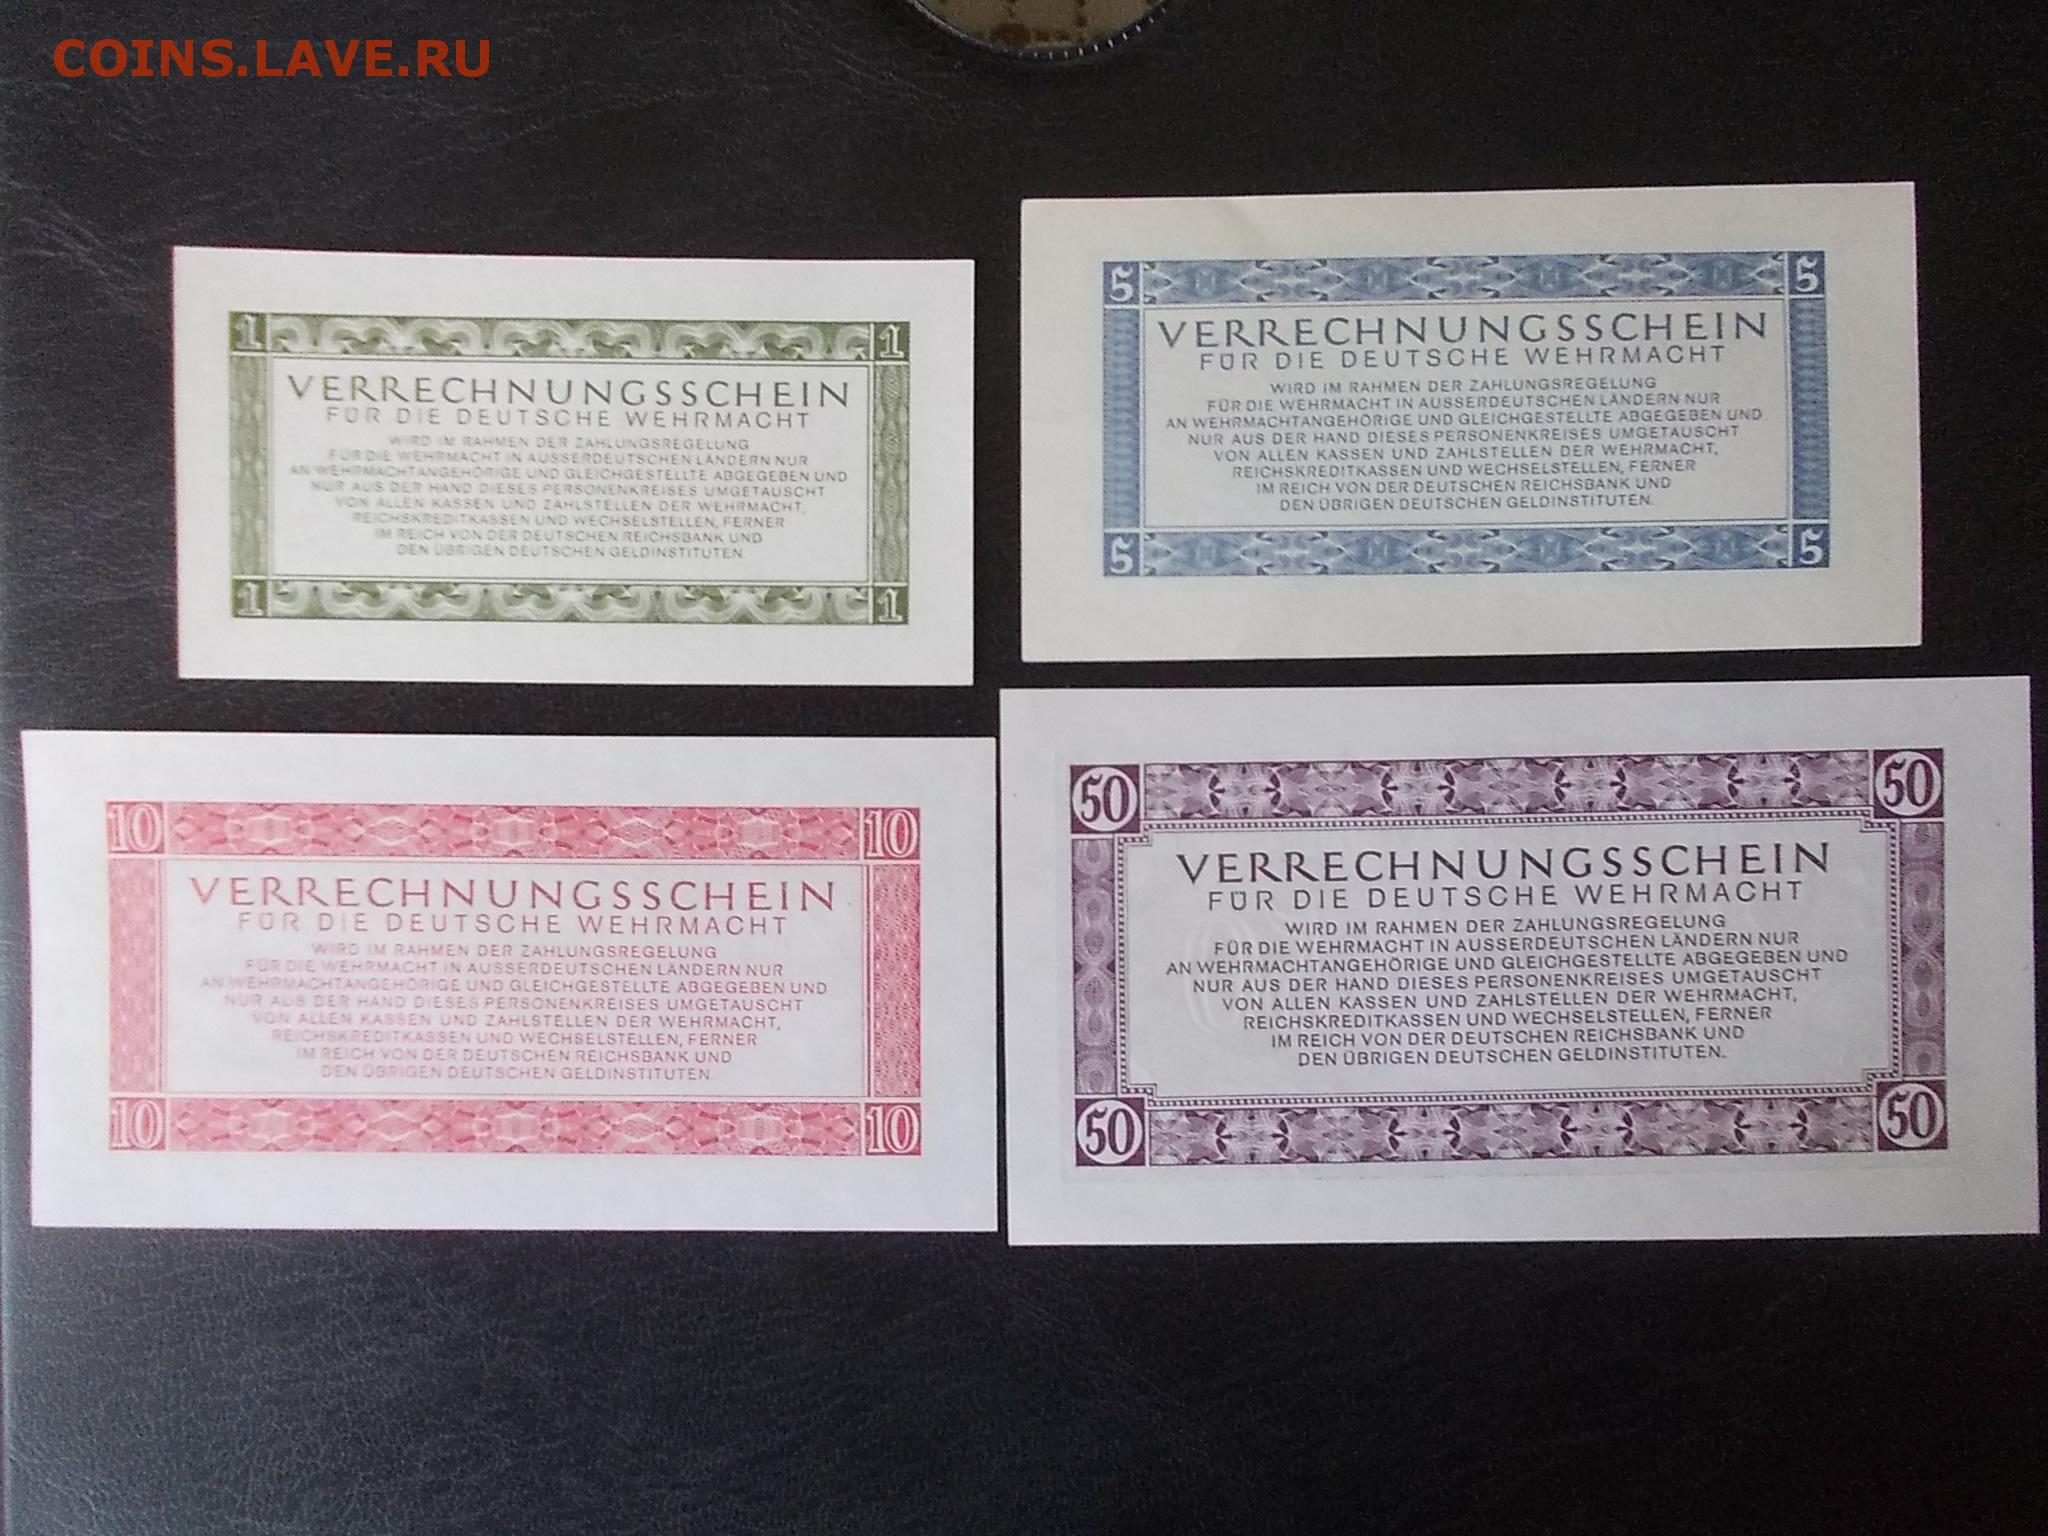 COINS.LAVE.RU
1 1
VERRECHNUNGSSCHEIN
FÜR DIE DEUTSCHE WEHRMACHT
WIRD IM RAHMEN DER ZAHLUNGSREGELUNG
FÜR DIE WEHRMACHT IN AUSSERDEUTSCHEN LÄNDERN NUR
AN WEHRMACHTANGEHÖRIGE UND GLEICHGESTELLTE ABGEGEBEN UND
NUR AUS DER HAND DIESES PERSONENKREISES UMGETAUSCHT
VON ALLEN KASSEN UND ZAHLSTELLEN DER WEHRMACHT,
REICHSKREDITKASSEN UND WECHSELSTELLEN, FERNER
IM REICH VON DER DEUTSCHEN REICHSBANK UND
DEN ÜBRIGEN DEUTSCHEN GELDINSTITUTEN.
1 1
5 5
VERRECHNUNGSSCHEIN
FÜR DIE DEUTSCHE WEHRMACHT
WIRD IM RAHMEN DER ZAHLUNGSREGELUNG
FÜR DIE WEHRMACHT IN AUSSERDEUTSCHEN LÄNDERN NUR
AN WEHRMACHTANGEHÖRIGE UND GLEICHGESTELLTE ABGEGEBEN UND
NUR AUS DER HAND DIESES PERSONENKREISES UMGETAUSCHT
VON ALLEN KASSEN UND ZAHLSTELLEN DER WEHRMACHT,
REICHSKREDITKASSEN UND WECHSELSTELLEN, FERNER
IM REICH VON DER DEUTSCHEN REICHSBANK UND
DEN ÜBRIGEN DEUTSCHEN GELDINSTITUTEN.
5 5
10 10
VERRECHNUNGSSCHEIN
FÜR DIE DEUTSCHE WEHRMACHT
WIRD IM RAHMEN DER ZAHLUNGSREGELUNG
FÜR DIE WEHRMACHT IN AUSSERDEUTSCHEN LÄNDERN NUR
AN WEHRMACHTANGEHÖRIGE UND GLEICHGESTELLTE ABGEGEBEN UND
NUR AUS DER HAND DIESES PERSONENKREISES UMGETAUSCHT
VON ALLEN KASSEN UND ZAHLSTELLEN DER WEHRMACHT,
REICHSKREDITKASSEN UND WECHSELSTELLEN, FERNER
IM REICH VON DER DEUTSCHEN REICHSBANK UND
DEN ÜBRIGEN DEUTSCHEN GELDINSTITUTEN.
10 10
50 50
VERRECHNUNGSSCHEIN
FÜR DIE DEUTSCHE WEHRMACHT
WIRD IM RAHMEN DER ZAHLUNGSREGELUNG
FÜR DIE WEHRMACHT IN AUSSERDEUTSCHEN LÄNDERN NUR
AN WEHRMACHTANGEHÖRIGE UND GLEICHGESTELLTE ABGEGEBEN UND
NUR AUS DER HAND DIESES PERSONENKREISES UMGETAUSCHT
VON ALLEN KASSEN UND ZAHLSTELLEN DER WEHRMACHT,
REICHSKREDITKASSEN UND WECHSELSTELLEN, FERNER
IM REICH VON DER DEUTSCHEN REICHSBANK UND
DEN ÜBRIGEN DEUTSCHEN GELDINSTITUTEN.
50 50